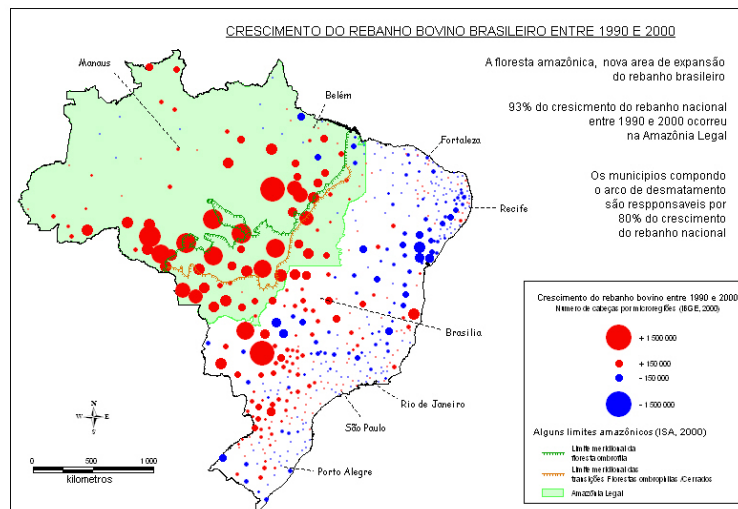 CRESCIMENTO DO REBANHO BOVINO BRASILEIRO ENTRE 1990 E 2000
A floresta amazônica, nova area de expansão
do rebanho brasileiro
93% do cresicmento do rebanho nacional
entre 1990 e 2000 ocorreu
na Amazônia Legal
Os municipios compondo
o arco de desmatamento
são respponsaveis por
80% do crescimento
do rebanho nacional
Manaus
Belém
Fortaleza
Recife
Brasilia
Rio de Janeiro
São Paulo
Porto Alegre
N
W E
S
0 500 1 000
kilometros
Crescimento do rebanho bovino entre 1990 e 2000
Número de cabeças por microregiões (IBGE, 2000)
+ 1 500 000
+ 150 000
- 150 000
- 1 500 000
Alguns limites amazônicos (ISA, 2000)
Limite meridional da
floresta ombrofila
Limite meridional das
transições Florestas ombrophilas /Cerrados
Amazônia Legal